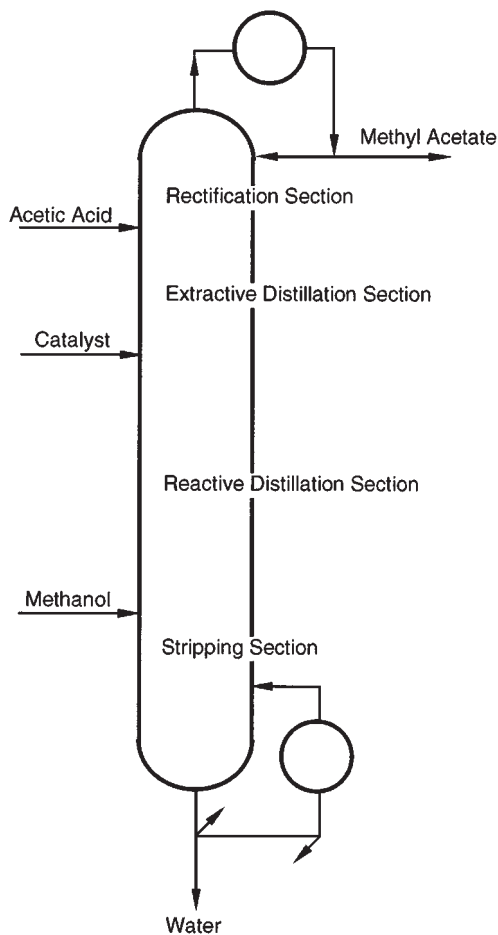 Methyl Acetate
Rectification Section
Acetic Acid
Extractive Distillation Section
Catalyst
Reactive Distillation Section
Methanol
Stripping Section
Water